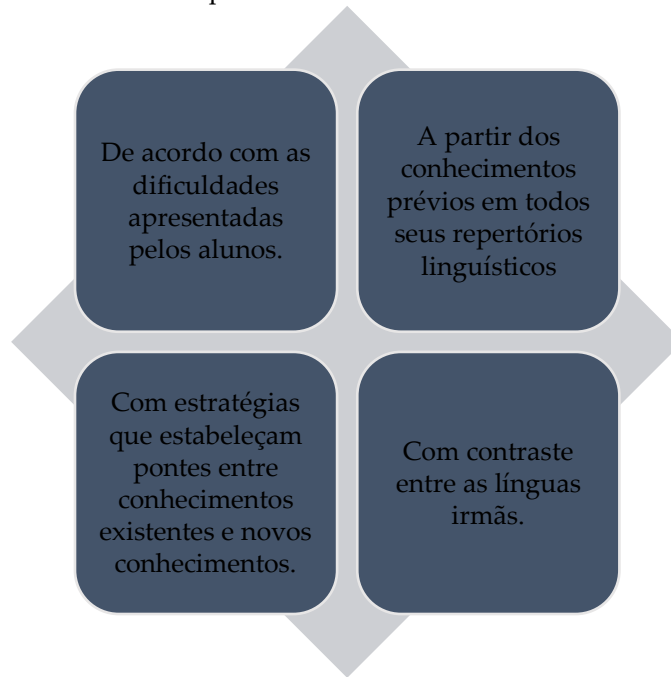 De acordo com as
dificuldades
apresentadas
pelos alunos.
A partir dos
conhecimentos
prévios em todos
seus repertórios
linguísticos
Com estratégias
que estabeleçam
pontes entre
conhecimentos
existentes e novos
conhecimentos.
Com contraste
entre as línguas
irmãs.